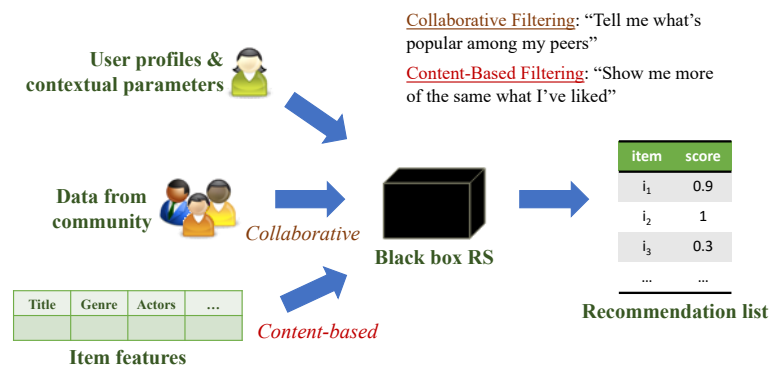 Collaborative Filtering: “Tell me what’s
popular among my peers”
Content-Based Filtering: “Show me more
of the same what I’ve liked”
User profiles &
contextual parameters
Data from
community
Collaborative
Black box RS
item score
i1 0.9
i2 1
i3 0.3
... ...
Recommendation list
Title Genre Actors ...
Content-based
Item features